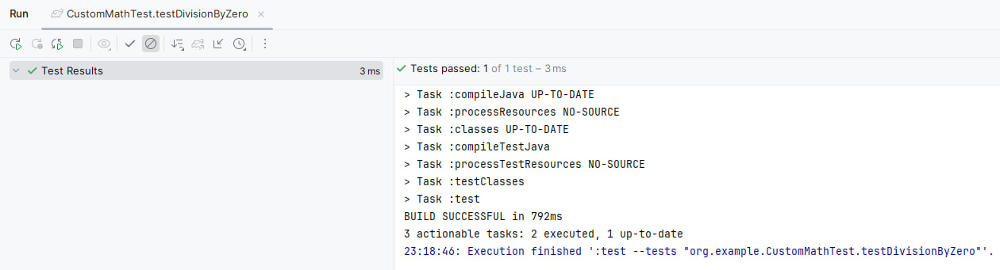 Run CustomMathTest.testDivisionByZero
Test Results 3 ms
Tests passed: 1 of 1 test – 3 ms
> Task :compileJava UP-TO-DATE
> Task :processResources NO-SOURCE
> Task :classes UP-TO-DATE
> Task :compileTestJava
> Task :processTestResources NO-SOURCE
> Task :testClasses
> Task :test
BUILD SUCCESSFUL in 792ms
3 actionable tasks: 2 executed, 1 up-to-date
23:18:46: Execution finished ':test --tests "org.example.CustomMathTest.testDivisionByZero"'.